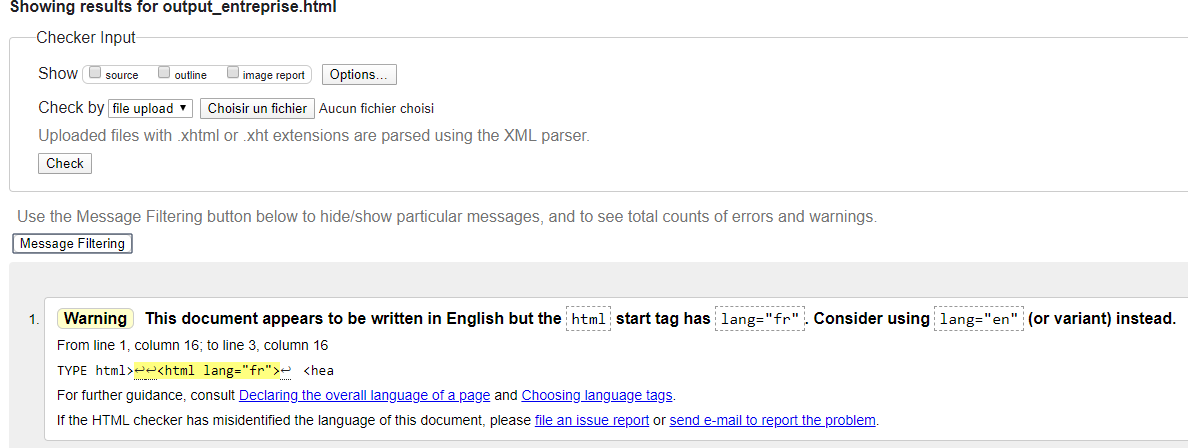 Showing results for output_entreprise.html
Checker Input
Show source outline image report Options...
Check by file upload ▼ Choisir un fichier Aucun fichier choisi
Uploaded files with .xhtml or .xht extensions are parsed using the XML parser.
Check
Use the Message Filtering button below to hide/show particular messages, and to see total counts of errors and warnings.
Message Filtering
1. Warning This document appears to be written in English but the html start tag has lang="fr". Consider using lang="en" (or variant) instead.
From line 1, column 16; to line 3, column 16
TYPE html>↩↩<html lang="fr">↩ <hea
For further guidance, consult Declaring the overall language of a page and Choosing language tags.
If the HTML checker has misidentified the language of this document, please file an issue report or send e-mail to report the problem.